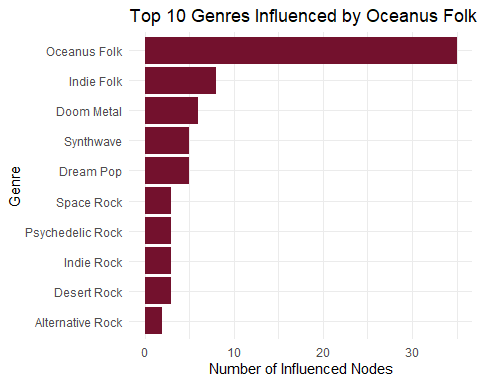 Top 10 Genres Influenced by Oceanus Folk
Genre
Oceanus Folk
Indie Folk
Doom Metal
Synthwave
Dream Pop
Space Rock
Psychedelic Rock
Indie Rock
Desert Rock
Alternative Rock
0 10 20 30
Number of Influenced Nodes